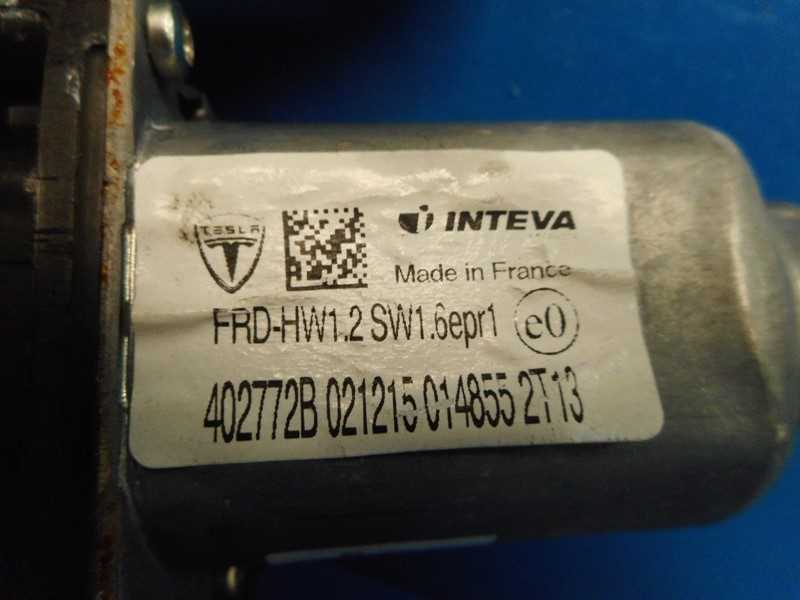 TESLA
INTEVA
Made in France
FRD-HW1.2 SW1.6epr1 e0
402772B 021215 014855 2T13